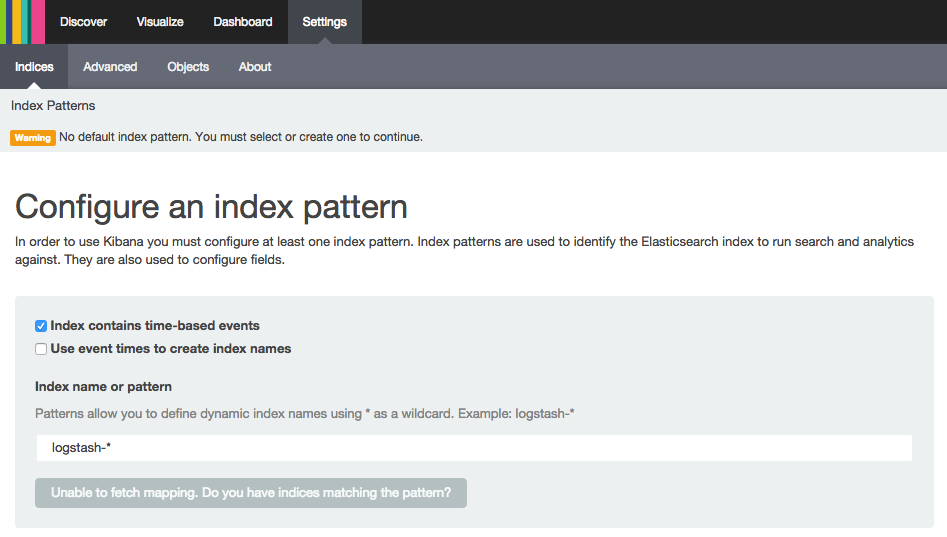 Discover Visualize Dashboard Settings
Indices Advanced Objects About
Index Patterns
Warning No default index pattern. You must select or create one to continue.
Configure an index pattern
In order to use Kibana you must configure at least one index pattern. Index patterns are used to identify the Elasticsearch index to run search and analytics
against. They are also used to configure fields.
Index contains time-based events
Use event times to create index names
Index name or pattern
Patterns allow you to define dynamic index names using * as a wildcard. Example: logstash-*
logstash-*
Unable to fetch mapping. Do you have indices matching the pattern?